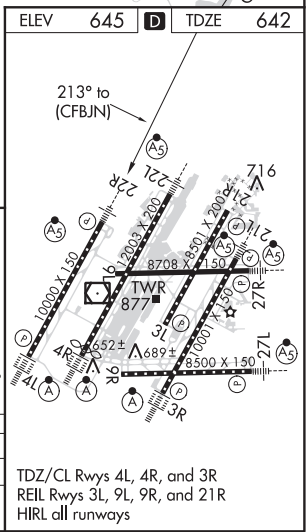 ELEV 645 D TDZE 642
213° to
(CFBJN)
A5
22R
22L
716
21R
21L
A5
A5
A5
P
P
P
12003 X 200
8501 X 200
10000 X 150
8708 X 150
TWR
877
27R
3L
10001 X 150
P
P
4R
652±
689±
9R
8500 X 150
27L
A5
4L
A
A
A
3R
P
TDZ/CL Rwys 4L, 4R, and 3R
REIL Rwys 3L, 9L, 9R, and 21R
HIRL all runways